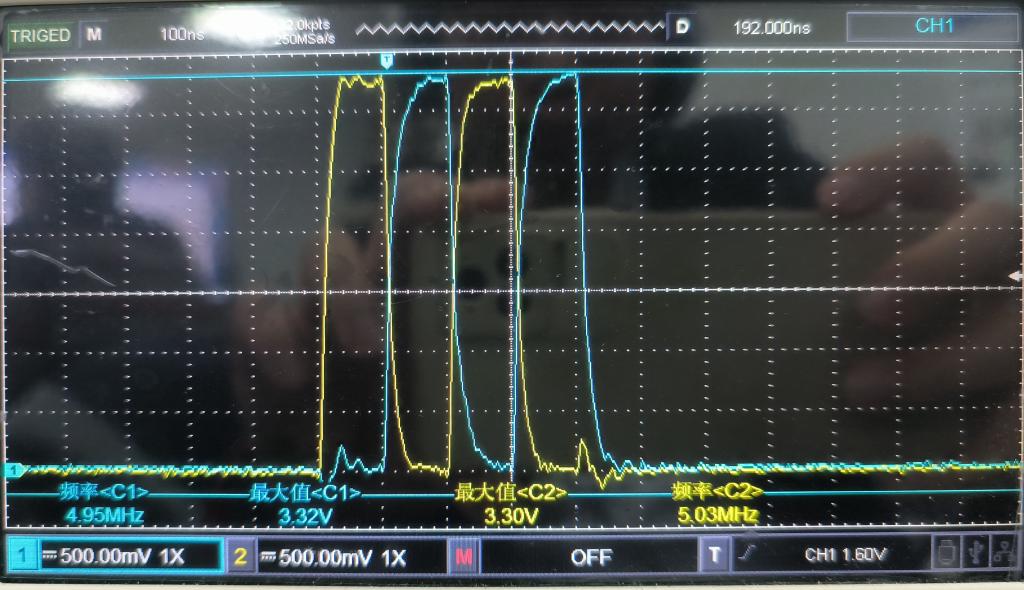 TRIGED M 100ns 250MSa/s D 192.000ns CH1
T
1
频率<C1> 最大值<C1> 最大值<C2> 频率<C2>
4.95MHz 3.32V 3.30V 5.03MHz
1 500.00mV 1X 2 500.00mV 1X M OFF T CH1 1.60V